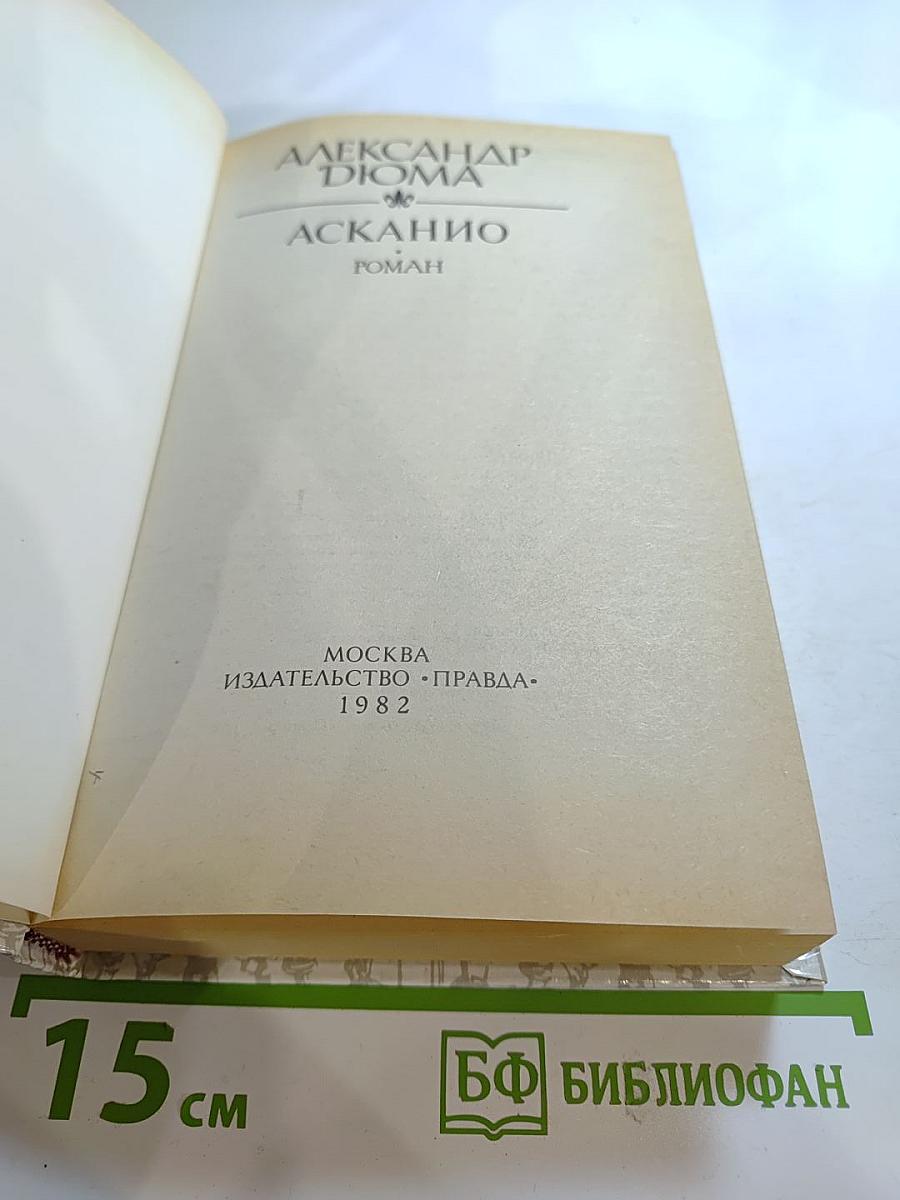 АЛЕКСАНДР
ДЮМА
АСКАНИО
РОМАН
МОСКВА
ИЗДАТЕЛЬСТВО «ПРАВДА»
1982
15 см
БФ БИБЛИОФАН